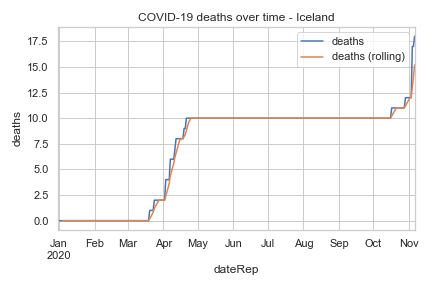 COVID-19 deaths over time - Iceland
deaths
deaths (rolling)
17.5
15.0
12.5
10.0
7.5
5.0
2.5
0.0
deaths
Jan Feb Mar Apr May Jun Jul Aug Sep Oct Nov
2020
dateRep